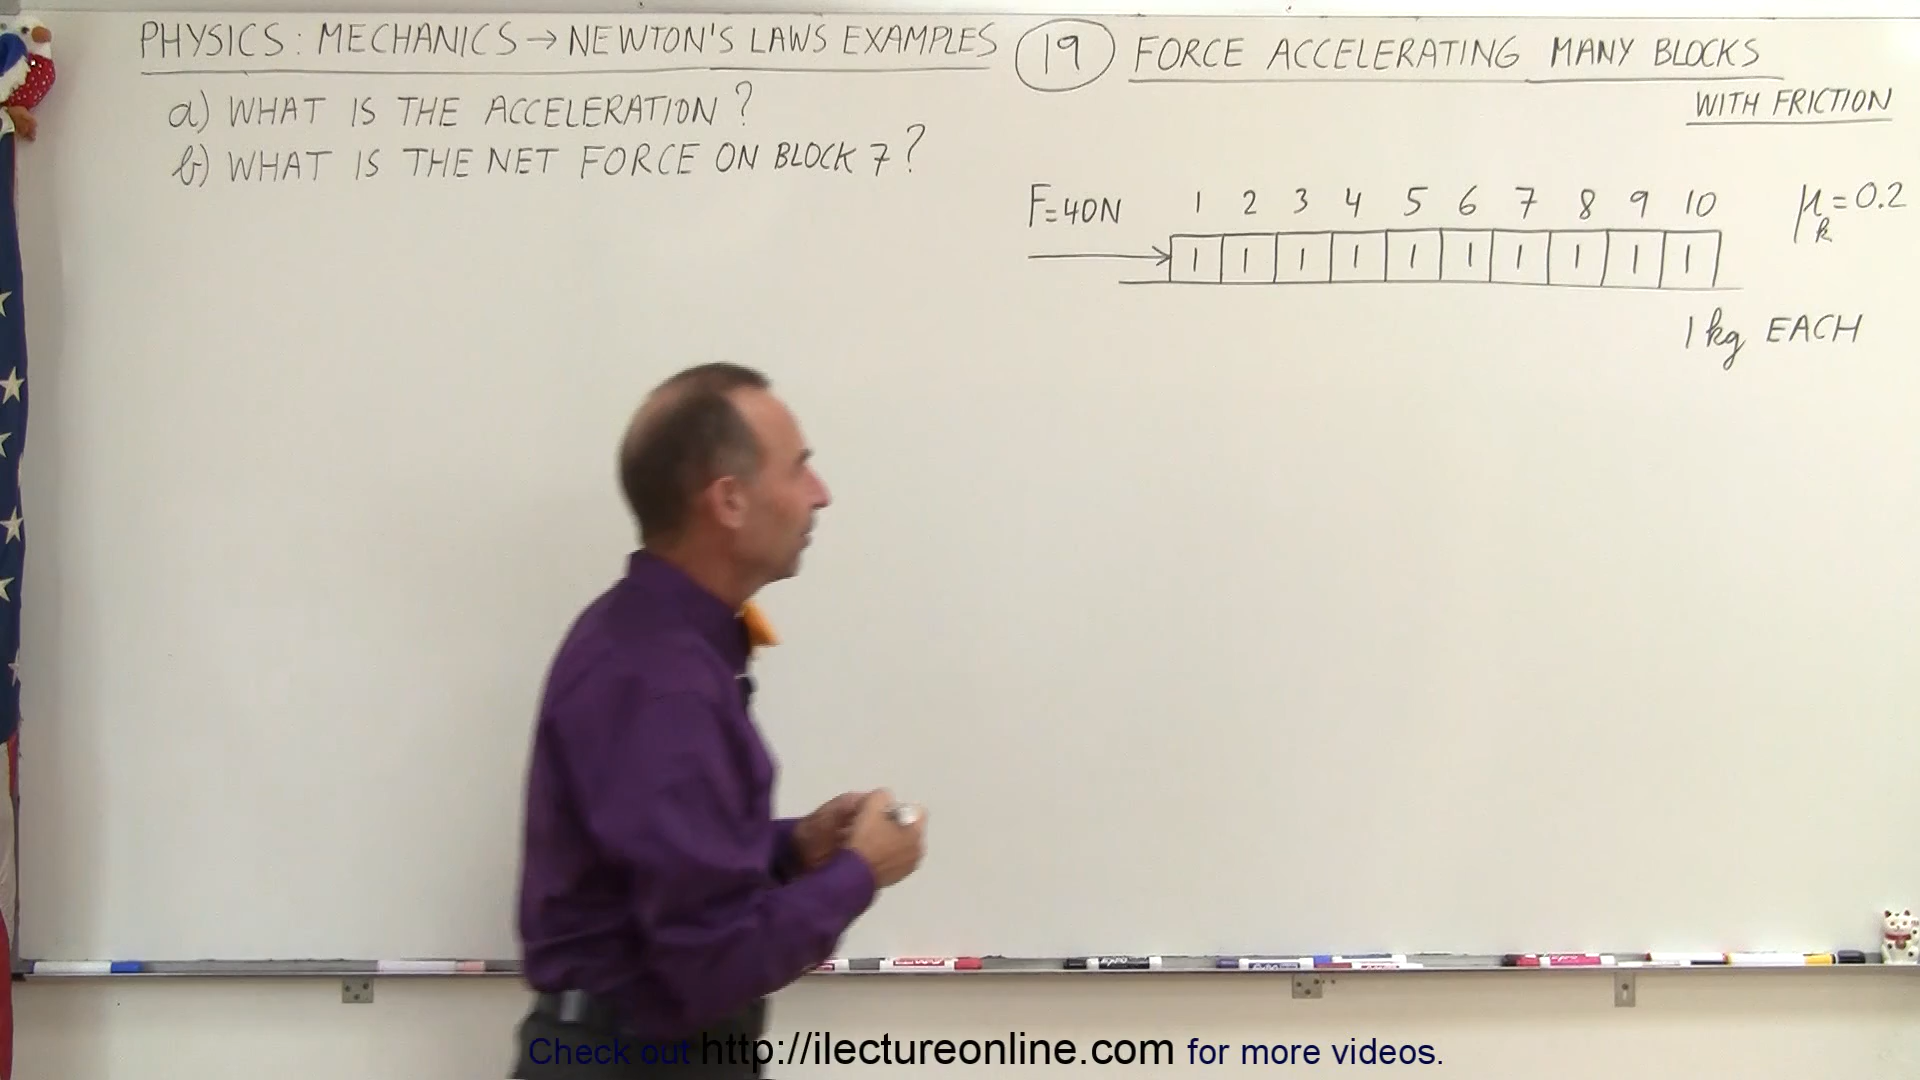 PHYSICS: MECHANICS → NEWTON'S LAWS EXAMPLES
19 FORCE ACCELERATING MANY BLOCKS
WITH FRICTION
a) WHAT IS THE ACCELERATION?
b) WHAT IS THE NET FORCE ON BLOCK 7?
F=40N
1 2 3 4 5 6 7 8 9 10
μk=0.2
1 1 1 1 1 1 1 1 1 1
1 kg EACH
Check out http://ilectureonline.com for more videos.